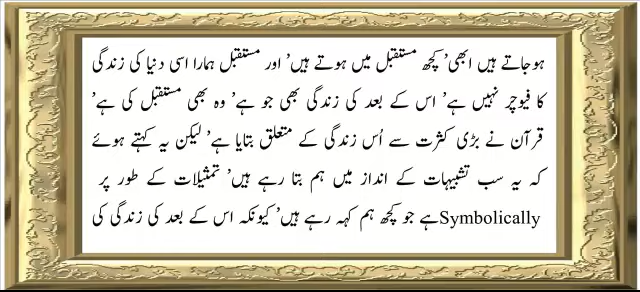 ہوجاتے ہیں ابھی’ کچھ مستقبل میں ہوتے ہیں’ اور مستقبل ہمارا اسی دنیا کی زندگی
کا فیوچر نہیں ہے’ اس کے بعد کی زندگی بھی جو ہے’ وہ بھی مستقبل کی ہے’
قرآن نے بڑی کثرت سے اُس زندگی کے متعلق بتایا ہے’ لیکن یہ کہتے ہوئے
کہ یہ سب تشبیہات کے انداز میں ہم بتا رہے ہیں’ تمثیلات کے طور پر
Symbolicallyہے جو کچھ ہم کہہ رہے ہیں’ کیونکہ اس کے بعد کی زندگی کی